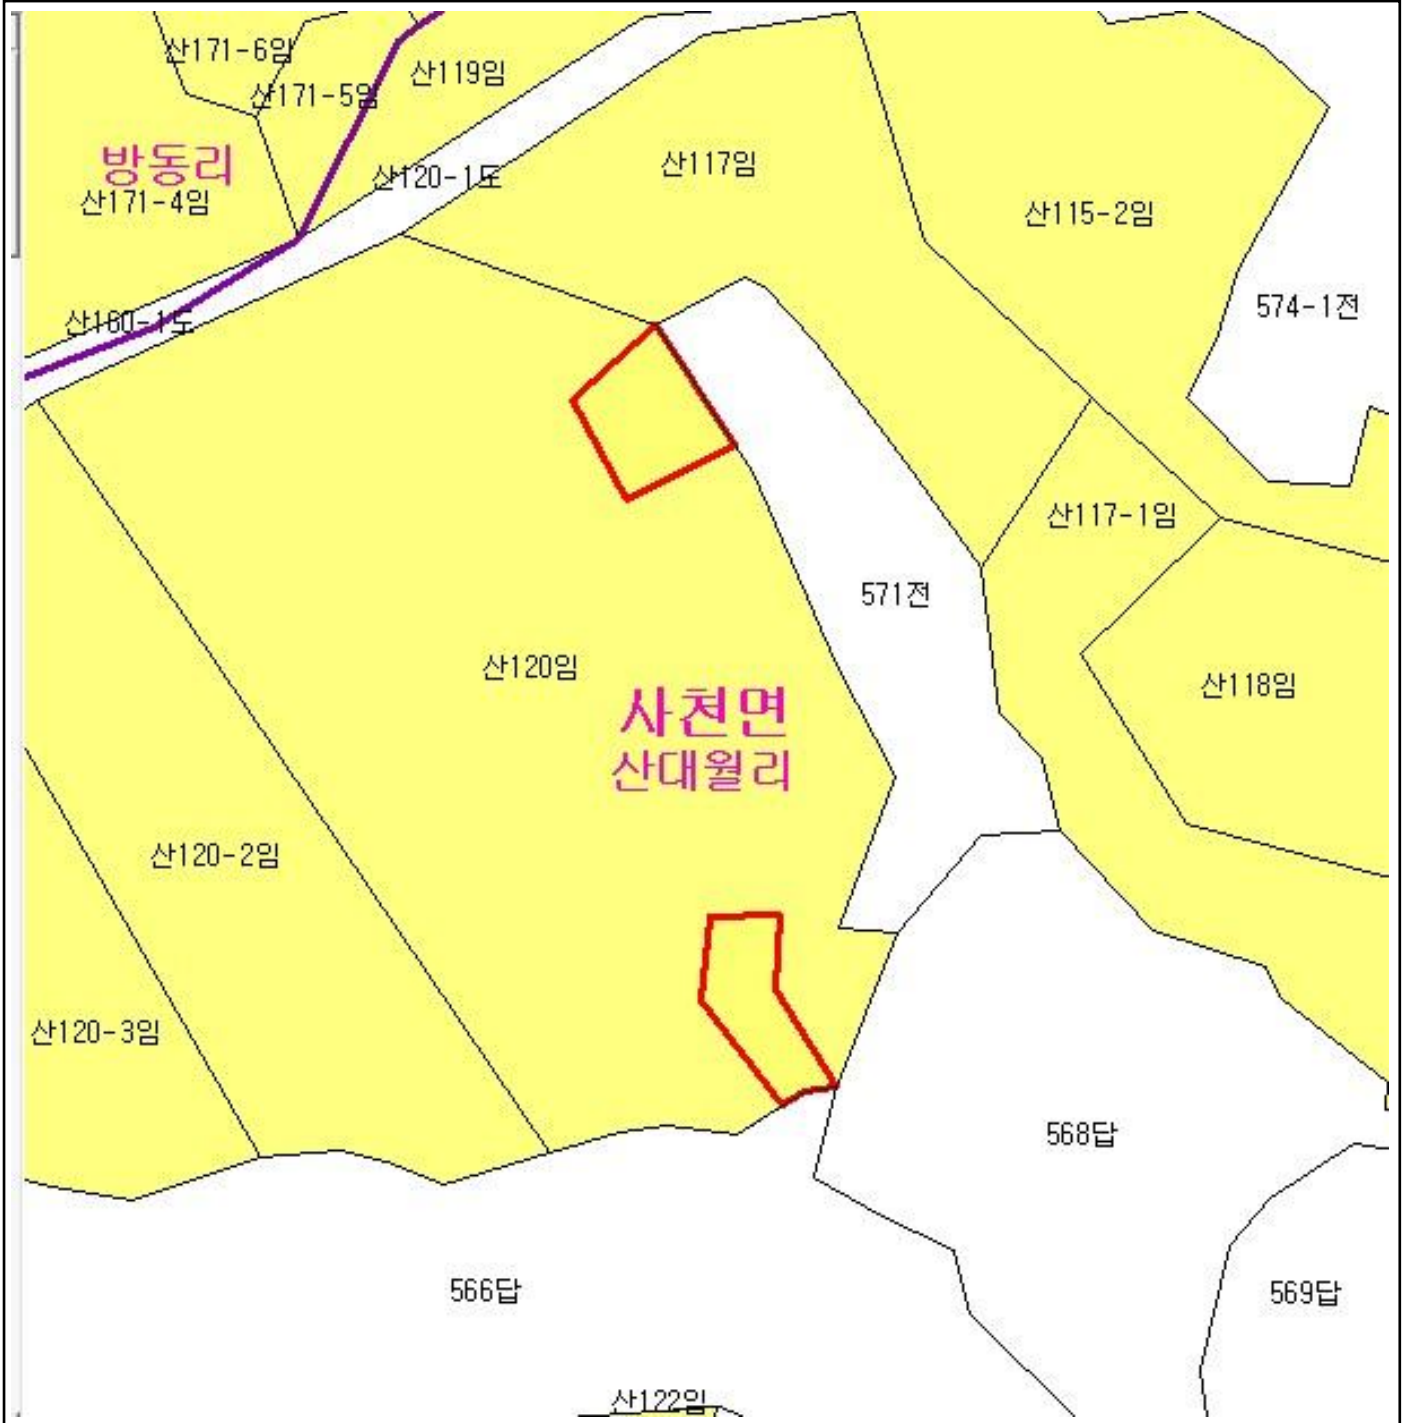 산171-6임
산119임
산171-5임
방동리
산117임
산120-1도
산171-4임
산115-2임
574-1전
산160-1도
산117-1임
571전
산120임
산118임
사천면
산대월리
산120-2임
산120-3임
568답
566답
569답
산122임